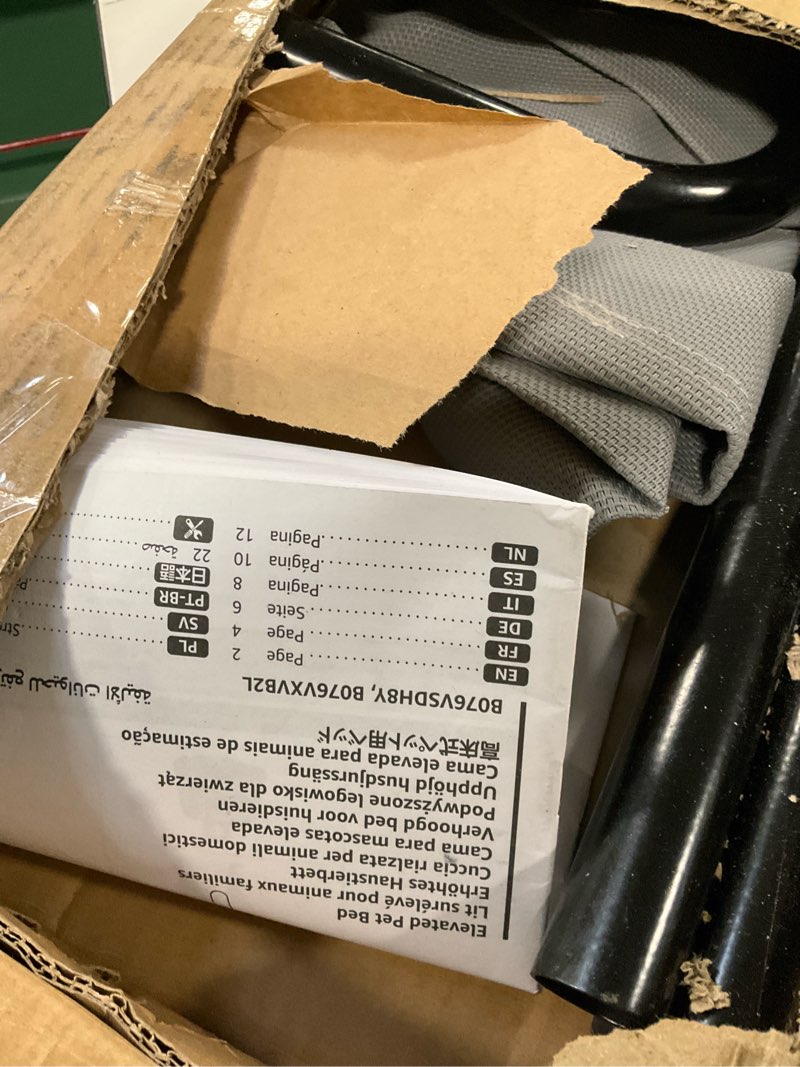 Elevated Pet Bed
Lit surélevé pour animaux familiers
Erhöhtes Haustierbett
Cuccia rialzata per animali domestici
Cama para mascotas elevada
Verhoogd bed voor huisdieren
Podwyższone legowisko dla zwierząt
Upphöjd husdjurssäng
Cama elevada para animais de estimação
高床式ペット用ベッド
للحيوانات الأليفة
B076VSDH8Y, B076VXVB2L
EN Page 2
FR Page 4
DE Seite 6
IT Pagina 8
ES Página 10
NL Pagina 12
PL
SV
PT-BR
日本語
صفحة 22